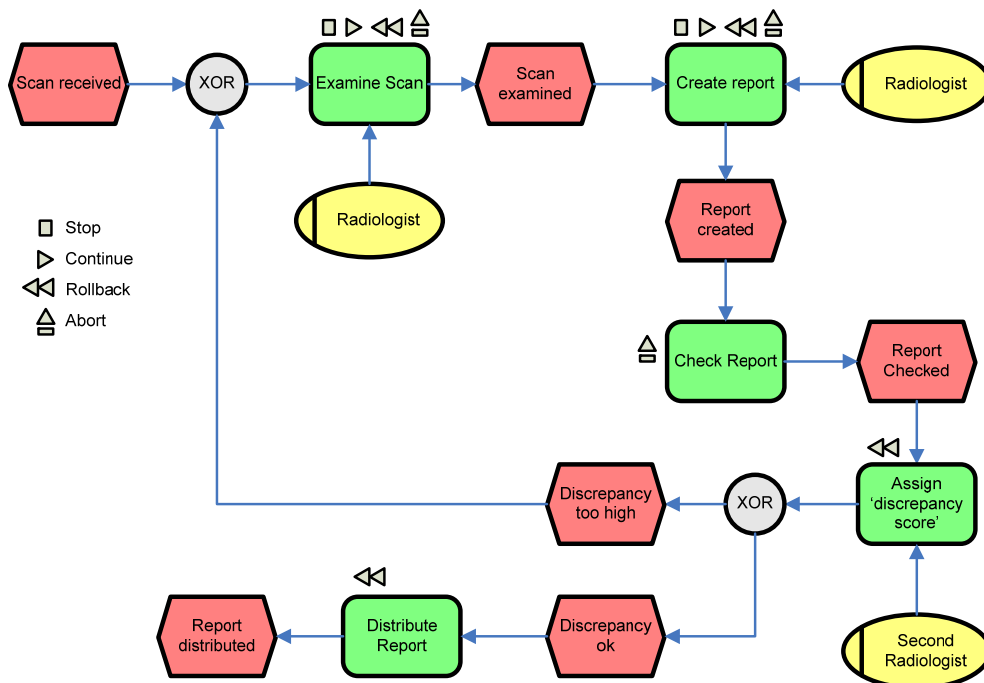 Scan received
XOR
Examine Scan
Scan
examined
Create report
Radiologist
Radiologist
Report
created
Stop
Continue
Rollback
Abort
Check Report
Report
Checked
Assign
‘discrepancy
score’
XOR
Discrepancy
too high
Second
Radiologist
Discrepancy
ok
Distribute
Report
Report
distributed